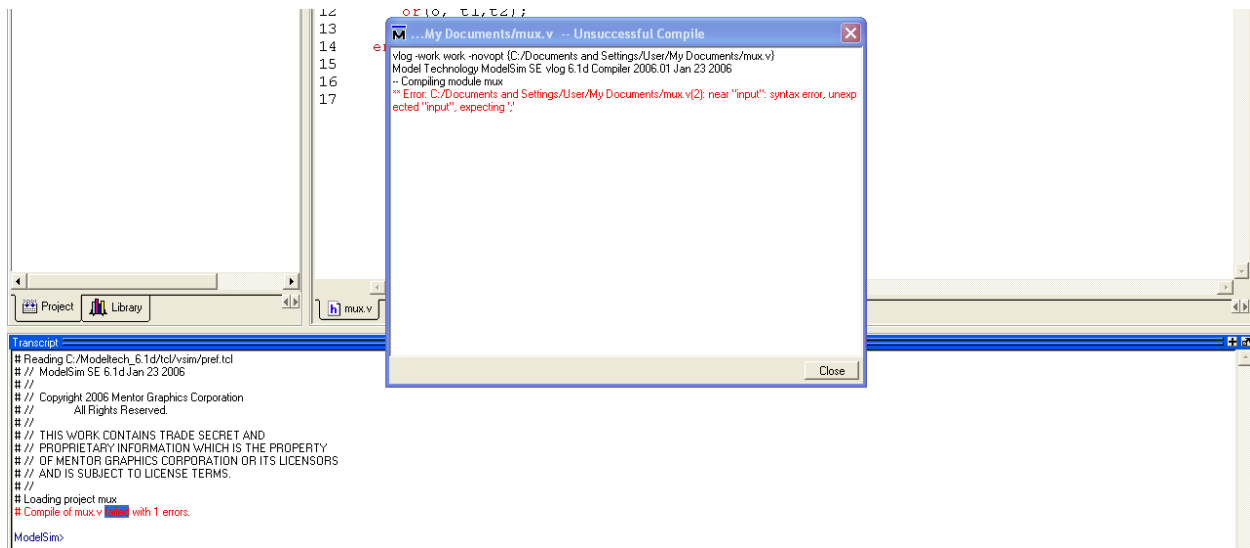 12 or(o, t1,t2);
13
14 e
15
16
17
...My Documents/mux.v -- Unsuccessful Compile
vlog -work work -novopt {C:/Documents and Settings/User/My Documents/mux.v}
Model Technology ModelSim SE vlog 6.1d Compiler 2006.01 Jan 23 2006
-- Compiling module mux
** Error: C:/Documents and Settings/User/My Documents/mux.v(2): near "input": syntax error, unexp
ected "input", expecting ';'
Close
Project Library
h mux.v
Transcript
# Reading C:/Modeltech_6.1d/tcl/vsim/pref.tcl
# // ModelSim SE 6.1d Jan 23 2006
# //
# // Copyright 2006 Mentor Graphics Corporation
# // All Rights Reserved.
# //
# // THIS WORK CONTAINS TRADE SECRET AND
# // PROPRIETARY INFORMATION WHICH IS THE PROPERTY
# // OF MENTOR GRAPHICS CORPORATION OR ITS LICENSORS
# // AND IS SUBJECT TO LICENSE TERMS.
# //
# Loading project mux
# Compile of mux.v failed with 1 errors.
ModelSim>